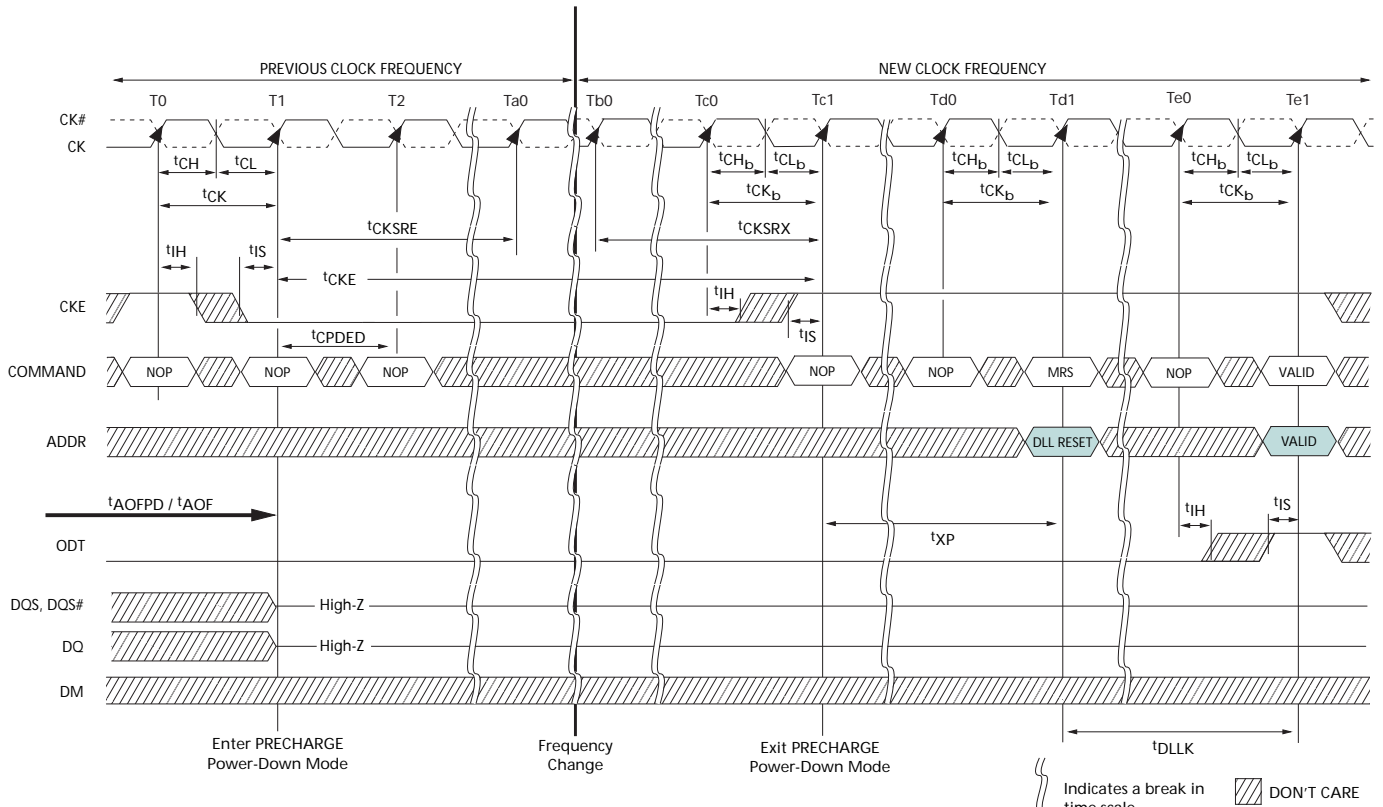 PREVIOUS CLOCK FREQUENCY NEW CLOCK FREQUENCY
T0 T1 T2 Ta0 Tb0 Tc0 Tc1 Td0 Td1 Te0 Te1
CK#
CK
tCH tCL tCHb tCLb tCHb tCLb tCHb tCLb
tCK tCKb tCKb tCKb
tCKSRE tCKSRX
tIH tIS tCKE tIH
CKE
tCPDED tIS
COMMAND NOP NOP NOP NOP NOP MRS NOP VALID
ADDR DLL RESET VALID
tAOFPD / tAOF tIH tIS
tXP
ODT
DQS, DQS# High-Z
DQ High-Z
DM
Enter PRECHARGE
Power-Down Mode
Frequency
Change
Exit PRECHARGE
Power-Down Mode
tDLLK
Indicates a break in
DON'T CARE
time scale